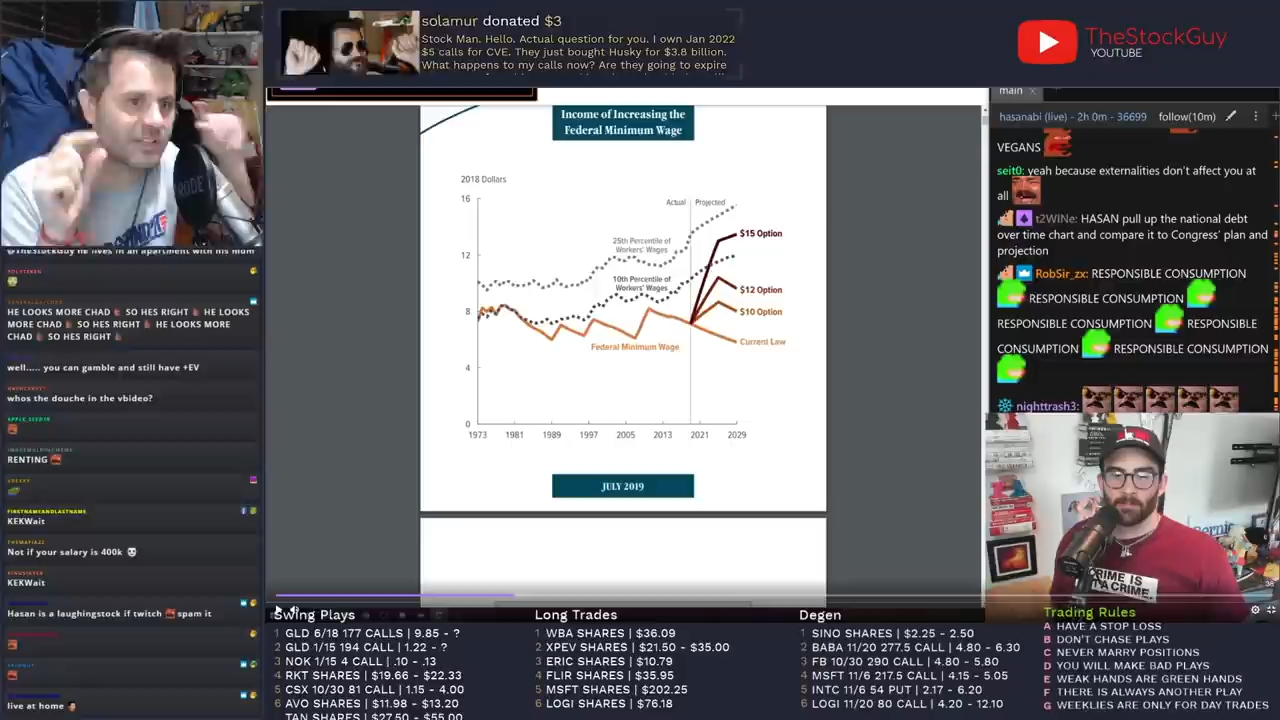 solamur donated $3
Stock Man. Hello. Actual question for you. I own Jan 2022
$5 calls for CVE. They just bought Husky for $3.8 billion.
What happens to my calls now? Are they going to expire
TheStockGuy
YOUTUBE
@TheStockGuy he lives in an apartment with his mom
HE LOOKS MORE CHAD SO HES RIGHT HE LOOKS
MORE CHAD SO HES RIGHT HE LOOKS MORE
CHAD SO HES RIGHT
well..... you can gamble and still have +EV
whos the douche in the vbideo?
RENTING
FIRSTNAMEANDLASTNAME
KEKWait
Not if your salary is 400k
KEKWait
Hasan is a laughingstock if twitch spam it
live at home
Income of Increasing the
Federal Minimum Wage
2018 Dollars
16
12
8
4
0
Actual
Projected
25th Percentile of
Workers' Wages
10th Percentile of
Workers' Wages
Federal Minimum Wage
$15 Option
$12 Option
$10 Option
Current Law
1973 1981 1989 1997 2005 2013 2021 2029
JULY 2019
main
hasanabi (live) - 2h 0m - 36699 follow(10m)
VEGANS
seit0: yeah because externalities don't affect you at
all
t2WINe: HASAN pull up the national debt
over time chart and compare it to Congress' plan and
projection
RobSir_zx: RESPONSIBLE CONSUMPTION
RESPONSIBLE CONSUMPTION
RESPONSIBLE CONSUMPTION RESPONSIBLE
CONSUMPTION RESPONSIBLE CONSUMPTION
nighttrash3:
Bernie
CRIME IS
A CRIME.
Swing Plays
1 GLD 6/18 177 CALLS | 9.85 - ?
2 GLD 1/15 194 CALL | 1.22 - ?
3 NOK 1/15 4 CALL | .10 - .13
4 RKT SHARES | $19.66 - $22.33
5 CSX 10/30 81 CALL | 1.15 - 4.00
6 AVO SHARES | $11.98 - $13.20
TAN SHARES | $27.50 - $55.00
Long Trades
1 WBA SHARES | $36.09
2 XPEV SHARES | $21.50 - $35.00
3 ERIC SHARES | $10.79
4 FLIR SHARES | $35.95
5 MSFT SHARES | $202.25
6 LOGI SHARES | $76.18
Degen
1 SINO SHARES | $2.25 - 2.50
2 BABA 11/20 277.5 CALL | 4.80 - 6.30
3 FB 10/30 290 CALL | 4.80 - 5.80
4 MSFT 11/6 217.5 CALL | 4.15 - 5.05
5 INTC 11/6 54 PUT | 2.17 - 6.20
6 LOGI 11/20 80 CALL | 4.20 - 12.10
Trading Rules
A HAVE A STOP LOSS
B DON'T CHASE PLAYS
C NEVER MARRY POSITIONS
D YOU WILL MAKE BAD PLAYS
E WEAK HANDS ARE GREEN HANDS
F THERE IS ALWAYS ANOTHER PLAY
G WEEKLIES ARE ONLY FOR DAY TRADES